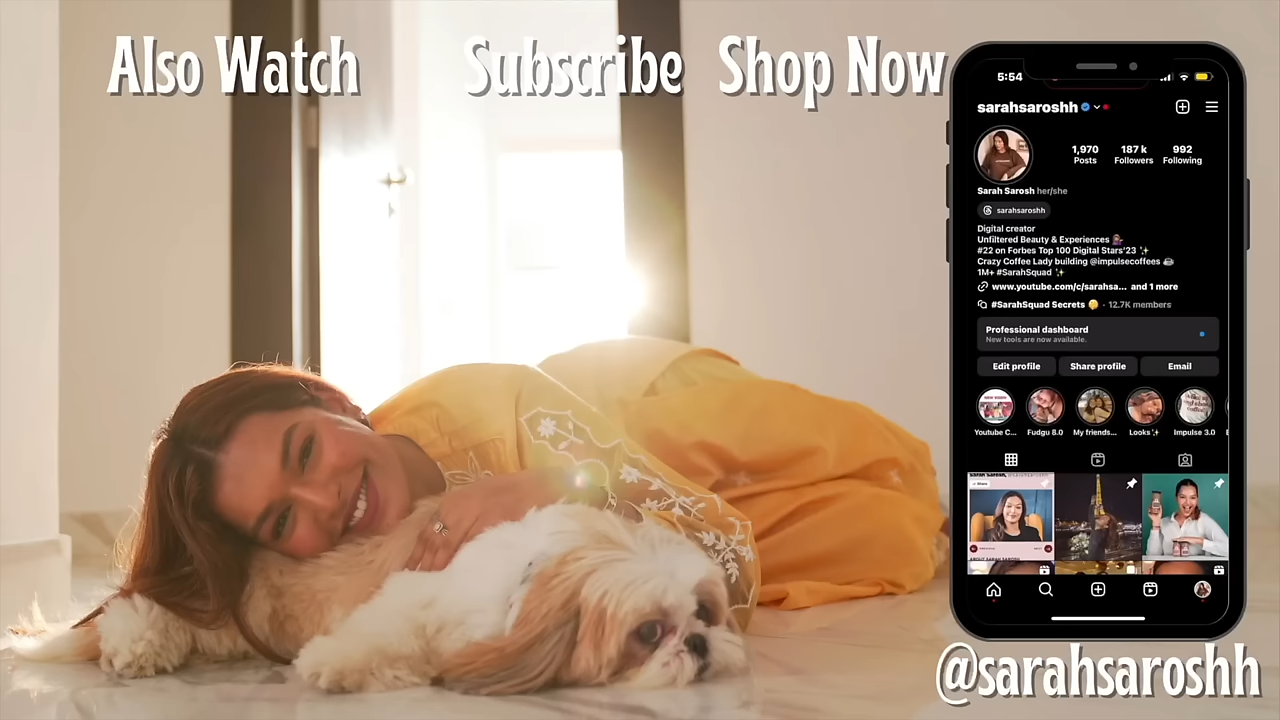 Also Watch
Subscribe
Shop Now
5:54
sarahsaroshh
1,970
187 k
992
Posts
Followers
Following
Sarah Sarosh her/she
sarahsaroshh
Digital creator
Unfiltered Beauty & Experiences
#22 on Forbes Top 100 Digital Stars'23 ✨
Crazy Coffee Lady building @impulsecoffees ☕
1M+ #SarahSquad ✨
www.youtube.com/c/sarahsa... and 1 more
#SarahSquad Secrets 🤫 · 12.7K members
Professional dashboard
New tools are now available.
Edit profile
Share profile
Email
Youtube C...
Fudgu 8.0
My friends...
Looks ✨
Impulse 3.0
@sarahsaroshh